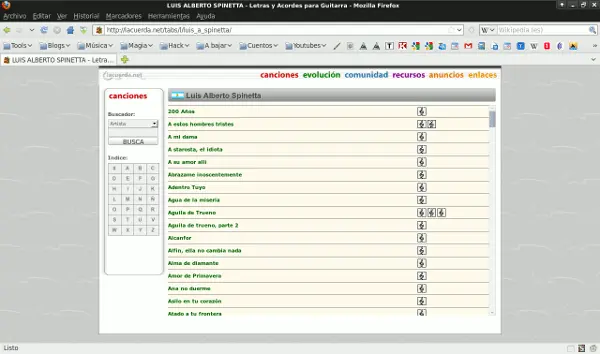 LUIS ALBERTO SPINETTA - Letras y Acordes para Guitarra - Mozilla Firefox
Archivo Editar Ver Historial Marcadores Herramientas Ayuda
http://lacuerda.net/tabs/l/luis_a_spinetta/
Wikipedia (es)
Tools Blogs Música Magia Hack A bajar Cuentos Youtubes
LUIS ALBERTO SPINETTA - Letra...
lacuerda.net
canciones evolución comunidad recursos anuncios enlaces
canciones
Buscador:
Artista
BUSCA
Indice:
# A B C
D E F G
H I J K
L M N Ñ
O P Q R
S T U V
W X Y Z
Luis Alberto Spinetta
200 Años
A estos hombres tristes
A mi dama
A starosta, el idiota
A su amor alli
Abrazame inocentemente
Adentro Tuyo
Agua de la miseria
Aguila de Trueno
Aguila de trueno, parte 2
Alcanfor
Alfin, ella no cambia nada
Alma de diamante
Amor de Primavera
Ana no duerme
Asilo en tu corazón
Atado a tu frontera
Listo